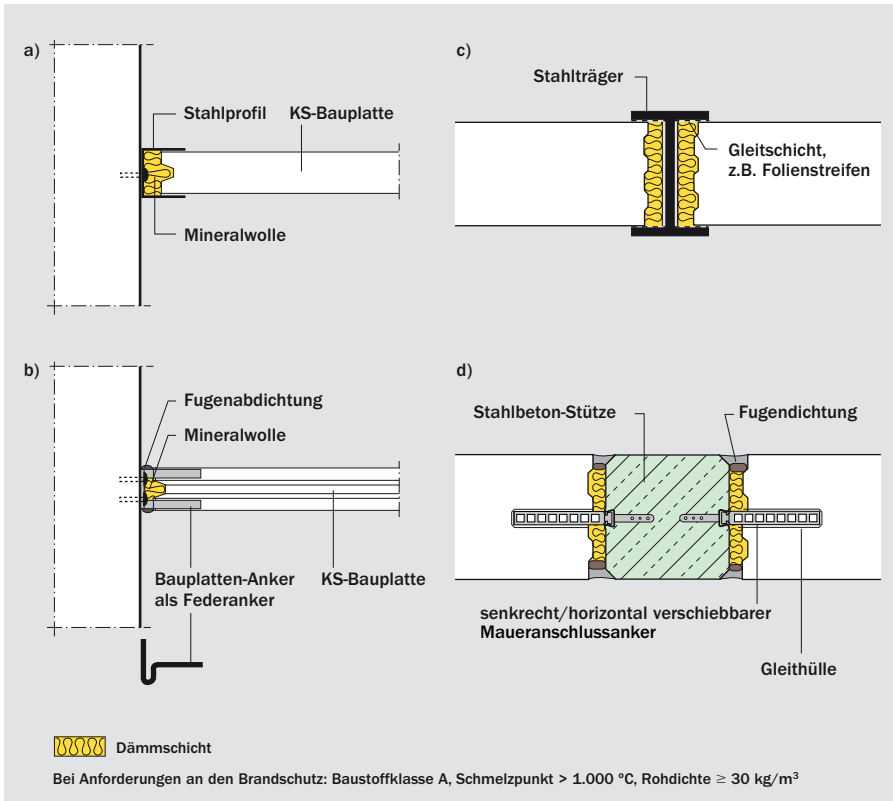 a)
Stahlprofil
KS-Bauplatte
Mineralwolle
c)
Stahlträger
Gleitschicht,
z.B. Folienstreifen
b)
Fugenabdichtung
Mineralwolle
Bauplatten-Anker
als Federanker
KS-Bauplatte
d)
Stahlbeton-Stütze
Fugendichtung
senkrecht/horizontal verschiebbarer
Maueranschlussanker
Gleithülle
Dämmschicht
Bei Anforderungen an den Brandschutz: Baustoffklasse A, Schmelzpunkt > 1.000 ºC, Rohdichte ≥ 30 kg/m³